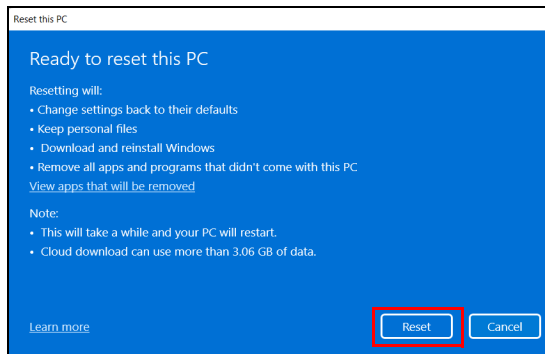 Reset this PC
Ready to reset this PC
Resetting will:
• Change settings back to their defaults
• Keep personal files
• Download and reinstall Windows
• Remove all apps and programs that didn't come with this PC
View apps that will be removed
Note:
• This will take a while and your PC will restart.
• Cloud download can use more than 3.06 GB of data.
Learn more
Reset
Cancel